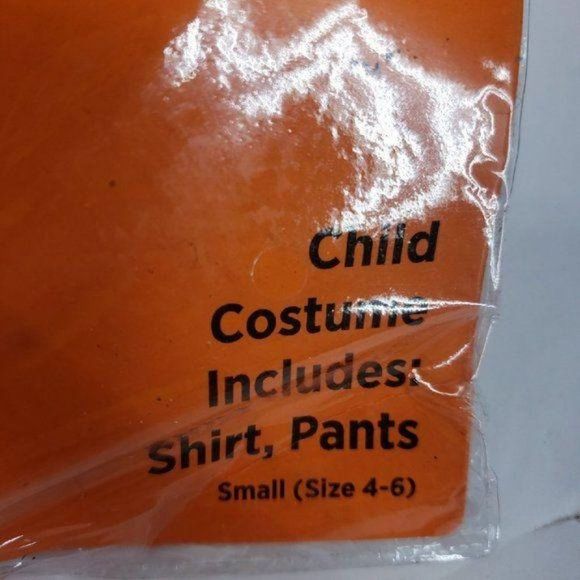 Child
Costume
Includes:
Shirt, Pants
Small (Size 4-6)